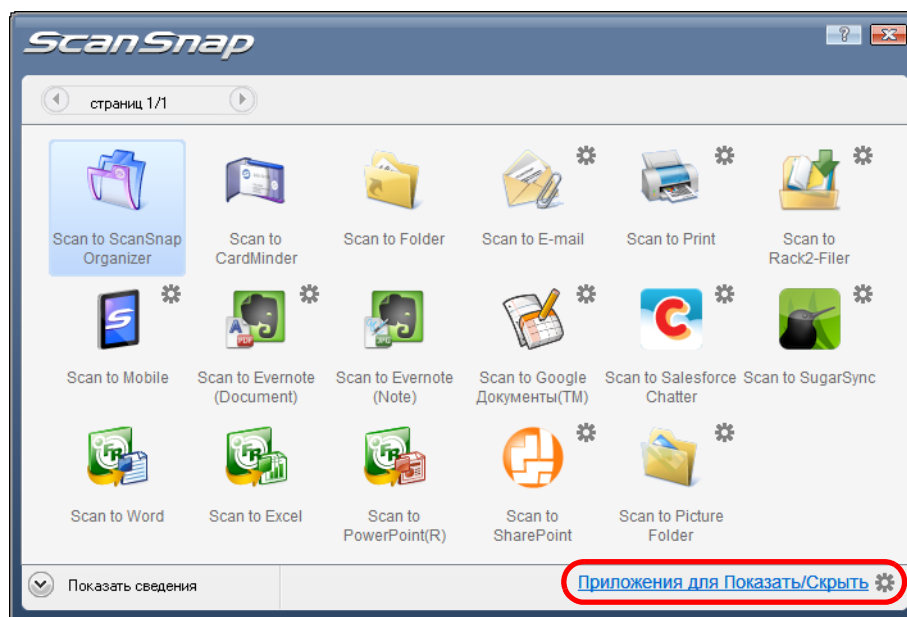 ScanSnap
страниц 1/1
Scan to ScanSnap
Organizer
Scan to
CardMinder
Scan to Folder
Scan to E-mail
Scan to Print
Scan to
Rack2-Filer
Scan to Mobile
Scan to Evernote
(Document)
Scan to Evernote
(Note)
Scan to Google
Документы(TM)
Scan to Salesforce
Chatter
Scan to SugarSync
Scan to Word
Scan to Excel
Scan to
PowerPoint(R)
Scan to
SharePoint
Scan to Picture
Folder
Показать сведения
Приложения для Показать/Скрыть